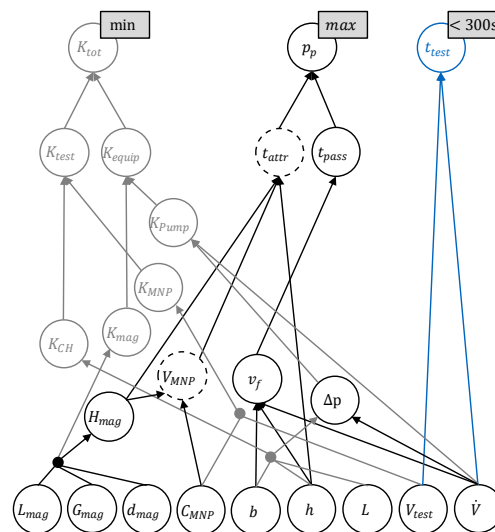 min
max
< 300s
K_tot
p_p
t_test
K_test
K_equip
t_attr
t_pass
K_Pump
K_MNP
K_CH
K_mag
V_MNP
v_f
Δp
H_mag
L_mag
G_mag
d_mag
C_MNP
b
h
L
V_test
V̇